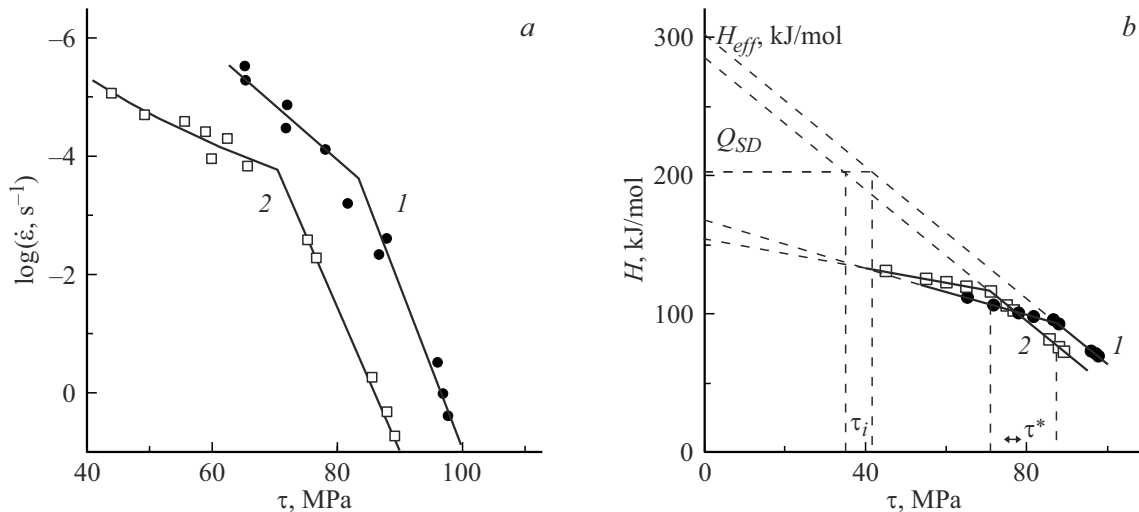 a
−6
−4
−2
0
log(ε̇, s⁻¹)
2
1
40
60
80
100
τ, MPa
b
300
H_eff, kJ/mol
Q_SD
200
100
0
H, kJ/mol
2
1
τ_i
τ*
0
40
80
τ, MPa